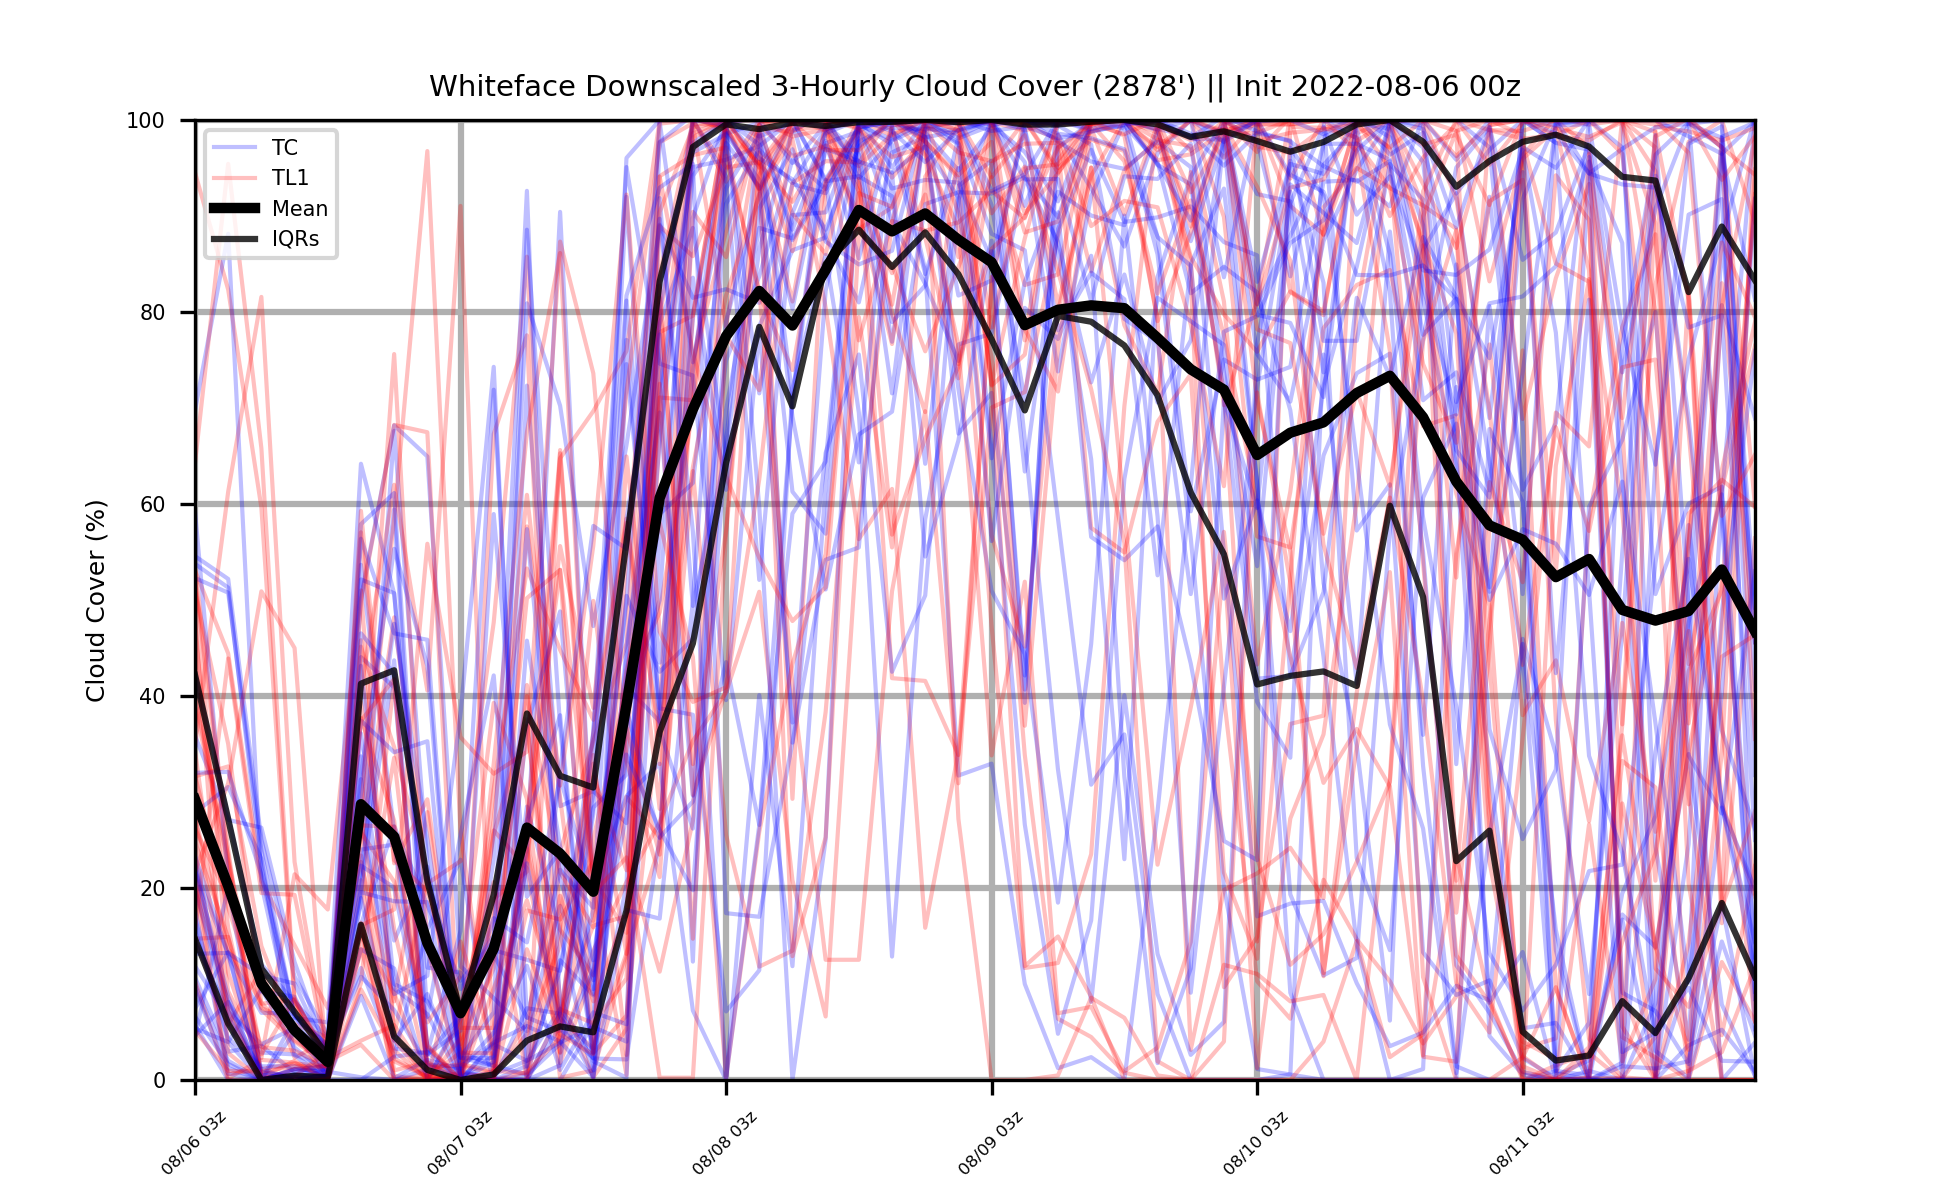 Whiteface Downscaled 3-Hourly Cloud Cover (2878') || Init 2022-08-06 00z
Cloud Cover (%)
100
80
60
40
20
0
TC
TL1
Mean
IQRs
08/06 03z
08/07 03z
08/08 03z
08/09 03z
08/10 03z
08/11 03z